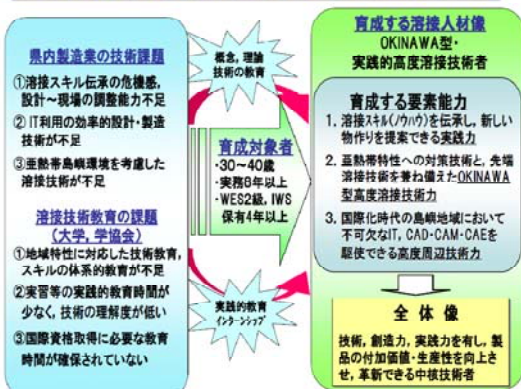 県内製造業の技術課題
①溶接スキル伝承の危機感,
設計～現場の調整能力不足
②IT利用の効率的設計・製造
技術が不足
③亜熱帯島嶼環境を考慮した
溶接技術が不足
溶接技術教育の課題
(大学,学協会)
①地域特性に対応した技術教育,
スキルの体系的教育が不足
②実習等の実践的教育時間が
少なく,技術の理解度が低い
③国際資格取得に必要な教育
時間が確保されていない
概念,理論
技術の教育
育成対象者
・30～40歳
・実務6年以上
・WES2級,IWS
保有4年以上
実践的教育
インターンシップ
育成する溶接人材像
OKINAWA型・
実践的高度溶接技術者
育成する要素能力
1. 溶接スキル(ノウハウ)を伝承し,新しい
物作りを提案できる実践力
2. 亜熱帯特性への対策技術と,先端
溶接技術を兼ね備えたOKINAWA
型高度溶接技術力
3. 国際化時代の島嶼地域において
不可欠なIT,CAD・CAM・CAEを
駆使できる高度周辺技術力
全体像
技術,創造力,実践力を有し,製
品の付加価値・生産性を向上さ
せ,革新できる中核技術者